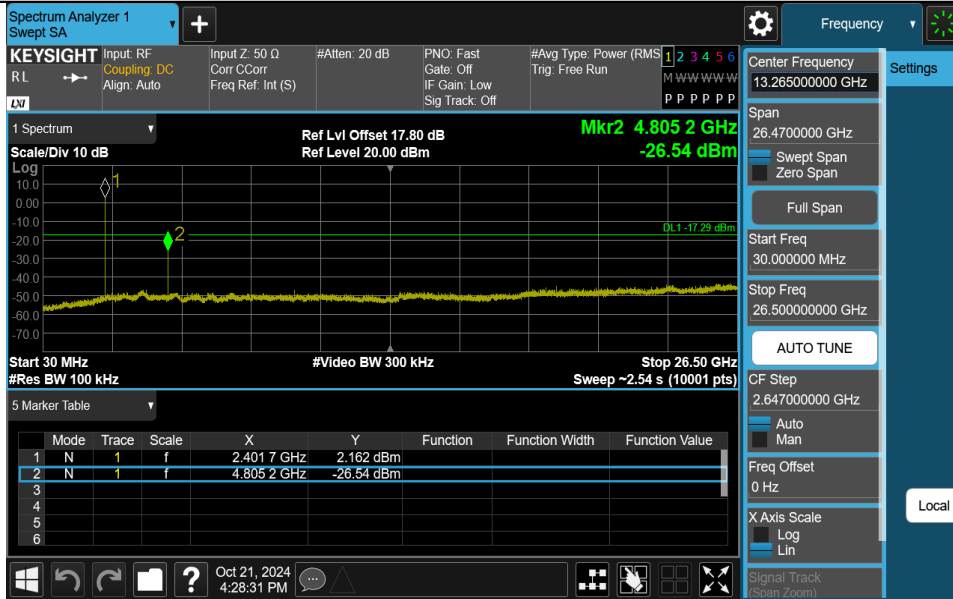 Spectrum Analyzer 1
Swept SA
+
Frequency
KEYSIGHT
RL
LXI
Input: RF
Coupling: DC
Align: Auto
Input Z: 50 Ω
Corr CCorr
Freq Ref: Int (S)
#Atten: 20 dB
PNO: Fast
Gate: Off
IF Gain: Low
Sig Track: Off
#Avg Type: Power (RMS
Trig: Free Run
1 2 3 4 5 6
M W W W W W
P P P P P P
1 Spectrum
Scale/Div 10 dB
Ref Lvl Offset 17.80 dB
Ref Level 20.00 dBm
Mkr2 4.805 2 GHz
-26.54 dBm
Log
10.0
0.00
-10.0
-20.0
-30.0
-40.0
-50.0
-60.0
-70.0
1
2
DL1 -17.29 dBm
Start 30 MHz
#Res BW 100 kHz
#Video BW 300 kHz
Stop 26.50 GHz
Sweep ~2.54 s (10001 pts)
5 Marker Table
Mode Trace Scale X Y Function Function Width Function Value
1 N 1 f 2.401 7 GHz 2.162 dBm
2 N 1 f 4.805 2 GHz -26.54 dBm
3
4
5
6
Oct 21, 2024
4:28:31 PM
?
Center Frequency
13.265000000 GHz
Span
26.4700000 GHz
Swept Span
Zero Span
Full Span
Start Freq
30.000000 MHz
Stop Freq
26.500000000 GHz
AUTO TUNE
CF Step
2.647000000 GHz
Auto
Man
Freq Offset
0 Hz
X Axis Scale
Log
Lin
Signal Track
(Span Zoom)
Settings
Local